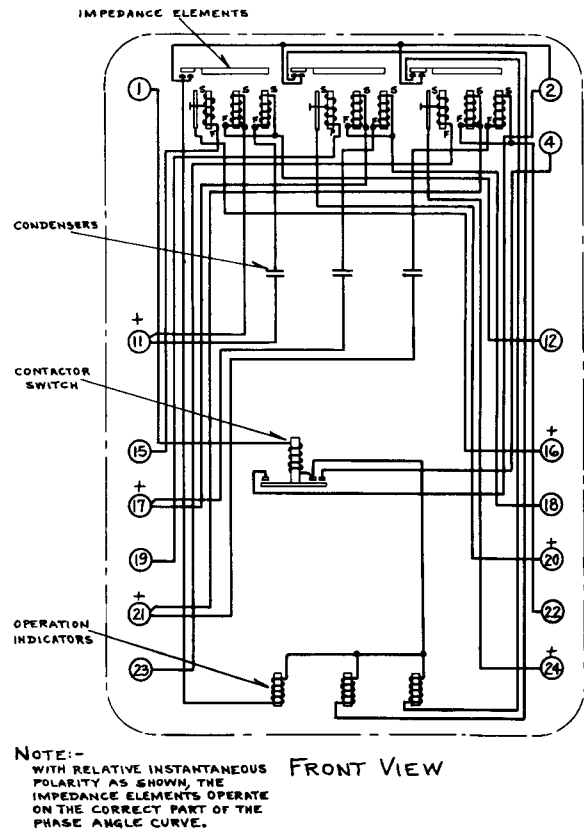 IMPEDANCE ELEMENTS
S S S S S S S S S
1 2
F F F F F F F F F
4
CONDENSERS
+
11 12
CONTACTOR
SWITCH
+
15 16
+
17 18
+
19 20
+
21 22
OPERATION
INDICATORS
+
23 24
NOTE:-
WITH RELATIVE INSTANTANEOUS
POLARITY AS SHOWN, THE
IMPEDANCE ELEMENTS OPERATE
ON THE CORRECT PART OF THE
PHASE ANGLE CURVE.
FRONT VIEW